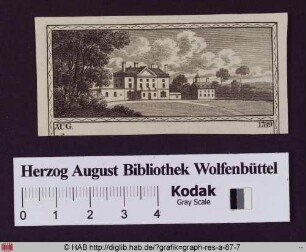 AUG. 1789
Herzog August Bibliothek Wolfenbüttel
Kodak
Gray Scale
0 1 2 3 4
© HAB http://diglib.hab.de/?grafik=graph-res-a-67-7